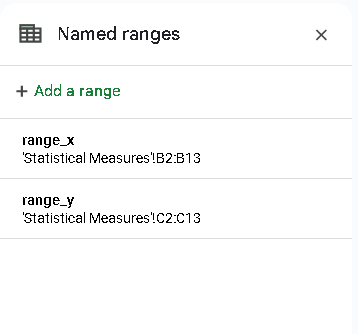 Named ranges
+ Add a range
range_x
'Statistical Measures'!B2:B13
range_y
'Statistical Measures'!C2:C13